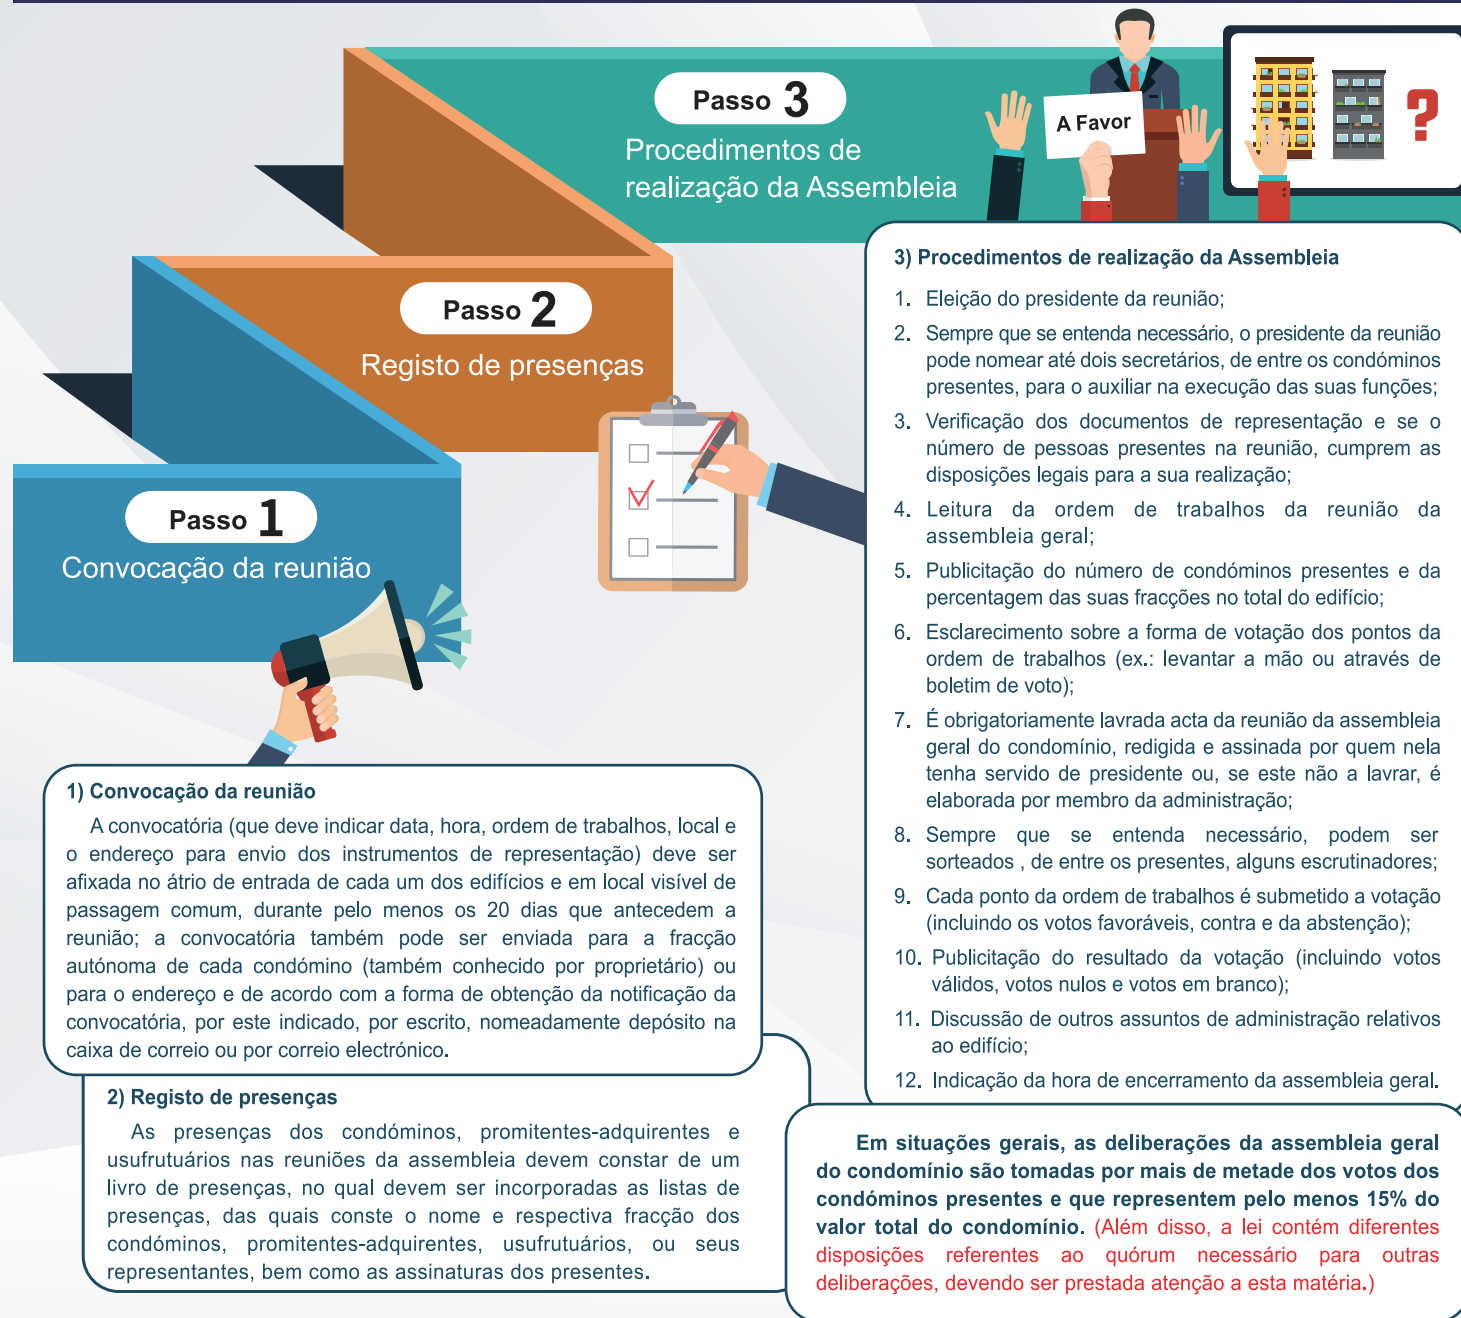 Passo 3
Procedimentos de
realização da Assembleia
A Favor
?
Passo 2
Registo de presenças
Passo 1
Convocação da reunião
1) Convocação da reunião
A convocatória (que deve indicar data, hora, ordem de trabalhos, local e
o endereço para envio dos instrumentos de representação) deve ser
afixada no átrio de entrada de cada um dos edifícios e em local visível de
passagem comum, durante pelo menos os 20 dias que antecedem a
reunião; a convocatória também pode ser enviada para a fracção
autónoma de cada condómino (também conhecido por proprietário) ou
para o endereço e de acordo com a forma de obtenção da notificação da
convocatória, por este indicado, por escrito, nomeadamente depósito na
caixa de correio ou por correio electrónico.
2) Registo de presenças
As presenças dos condóminos, promitentes-adquirentes e
usufrutuários nas reuniões da assembleia devem constar de um
livro de presenças, no qual devem ser incorporadas as listas de
presenças, das quais conste o nome e respectiva fracção dos
condóminos, promitentes-adquirentes, usufrutuários, ou seus
representantes, bem como as assinaturas dos presentes.
3) Procedimentos de realização da Assembleia
1. Eleição do presidente da reunião;
2. Sempre que se entenda necessário, o presidente da reunião
pode nomear até dois secretários, de entre os condóminos
presentes, para o auxiliar na execução das suas funções;
3. Verificação dos documentos de representação e se o
número de pessoas presentes na reunião, cumprem as
disposições legais para a sua realização;
4. Leitura da ordem de trabalhos da reunião da
assembleia geral;
5. Publicitação do número de condóminos presentes e da
percentagem das suas fracções no total do edifício;
6. Esclarecimento sobre a forma de votação dos pontos da
ordem de trabalhos (ex.: levantar a mão ou através de
boletim de voto);
7. É obrigatoriamente lavrada acta da reunião da assembleia
geral do condomínio, redigida e assinada por quem nela
tenha servido de presidente ou, se este não a lavrar, é
elaborada por membro da administração;
8. Sempre que se entenda necessário, podem ser
sorteados , de entre os presentes, alguns escrutinadores;
9. Cada ponto da ordem de trabalhos é submetido a votação
(incluindo os votos favoráveis, contra e da abstenção);
10. Publicitação do resultado da votação (incluindo votos
válidos, votos nulos e votos em branco);
11. Discussão de outros assuntos de administração relativos
ao edifício;
12. Indicação da hora de encerramento da assembleia geral.
Em situações gerais, as deliberações da assembleia geral
do condomínio são tomadas por mais de metade dos votos dos
condóminos presentes e que representem pelo menos 15% do
valor total do condomínio. (Além disso, a lei contém diferentes
disposições referentes ao quórum necessário para outras
deliberações, devendo ser prestada atenção a esta matéria.)